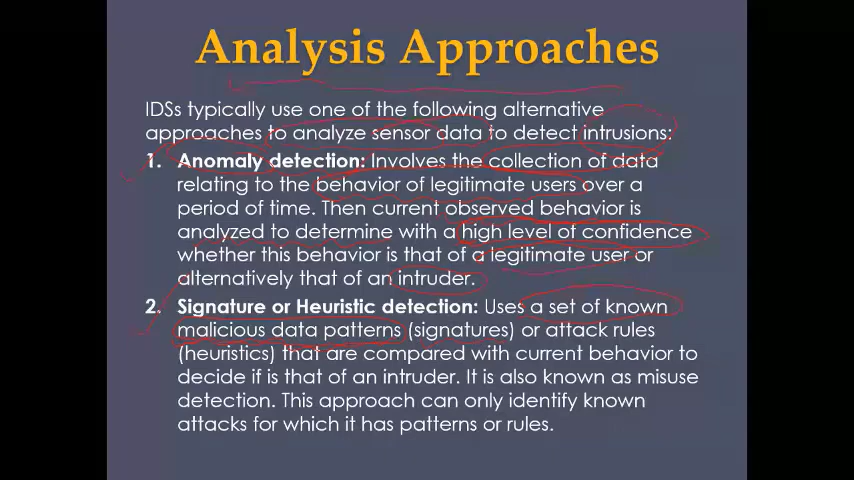 Analysis Approaches
IDSs typically use one of the following alternative
approaches to analyze sensor data to detect intrusions:
1. Anomaly detection: Involves the collection of data
relating to the behavior of legitimate users over a
period of time. Then current observed behavior is
analyzed to determine with a high level of confidence
whether this behavior is that of a legitimate user or
alternatively that of an intruder.
2. Signature or Heuristic detection: Uses a set of known
malicious data patterns (signatures) or attack rules
(heuristics) that are compared with current behavior to
decide if is that of an intruder. It is also known as misuse
detection. This approach can only identify known
attacks for which it has patterns or rules.